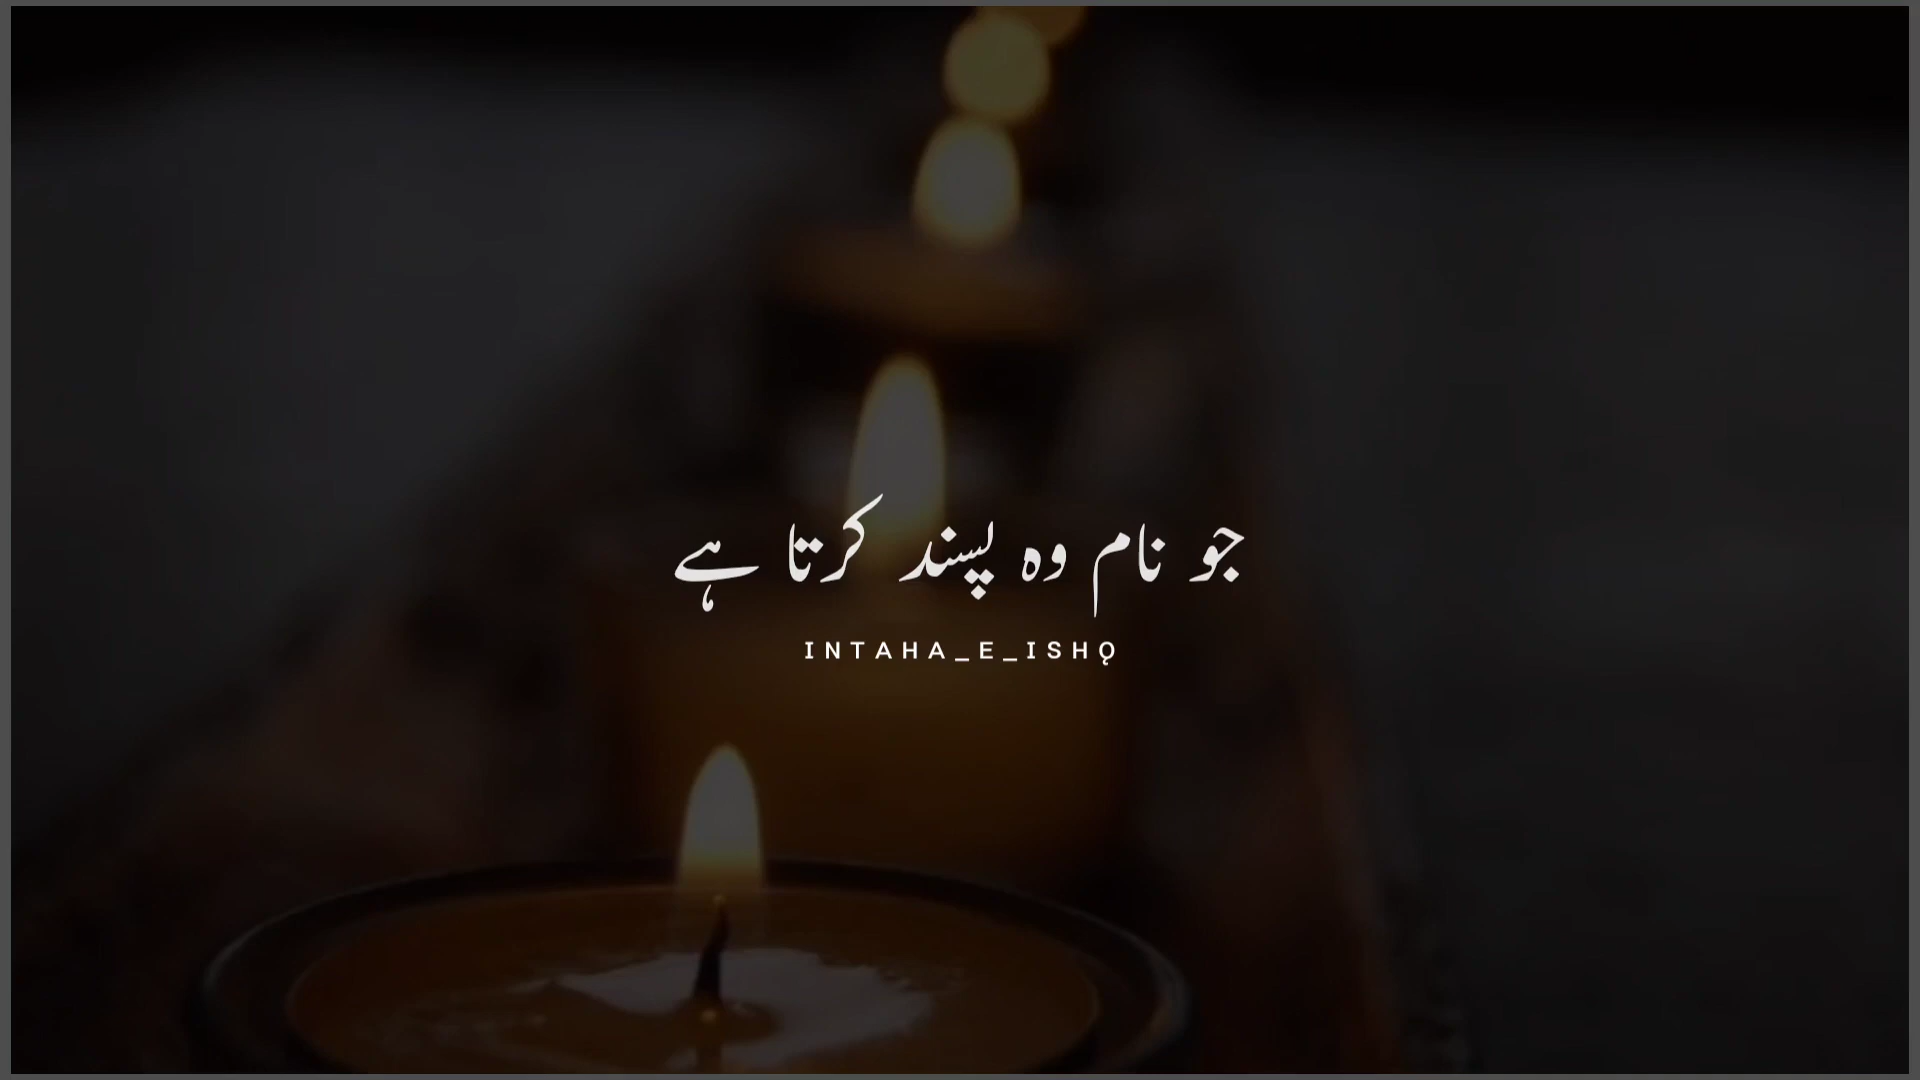 جو نام وہ پسند کرتا ہے
INTAHA_E_ISHQ